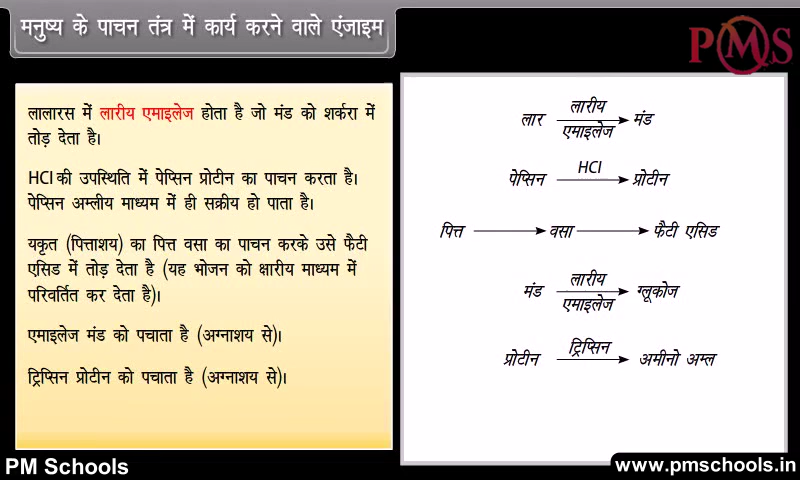 मनुष्य के पाचन तंत्र में कार्य करने वाले एंजाइम
PMS
लालारस में लारीय एमाइलेज होता है जो मंड को शर्करा में
तोड़ देता है।
HCl की उपस्थिति में पेप्सिन प्रोटीन का पाचन करता है।
पेप्सिन अम्लीय माध्यम में ही सक्रीय हो पाता है।
यकृत (पित्ताशय) का पित्त वसा का पाचन करके उसे फैटी
एसिड में तोड़ देता है (यह भोजन को क्षारीय माध्यम में
परिवर्तित कर देता है)।
एमाइलेज मंड को पचाता है (अग्नाशय से)।
ट्रिप्सिन प्रोटीन को पचाता है (अग्नाशय से)।
लारीय
लार मंड
एमाइलेज
HCl
पेप्सिन प्रोटीन
पित्त वसा फैटी एसिड
लारीय
मंड ग्लूकोज
एमाइलेज
ट्रिप्सिन
प्रोटीन अमीनो अम्ल
PM Schools
www.pmschools.in